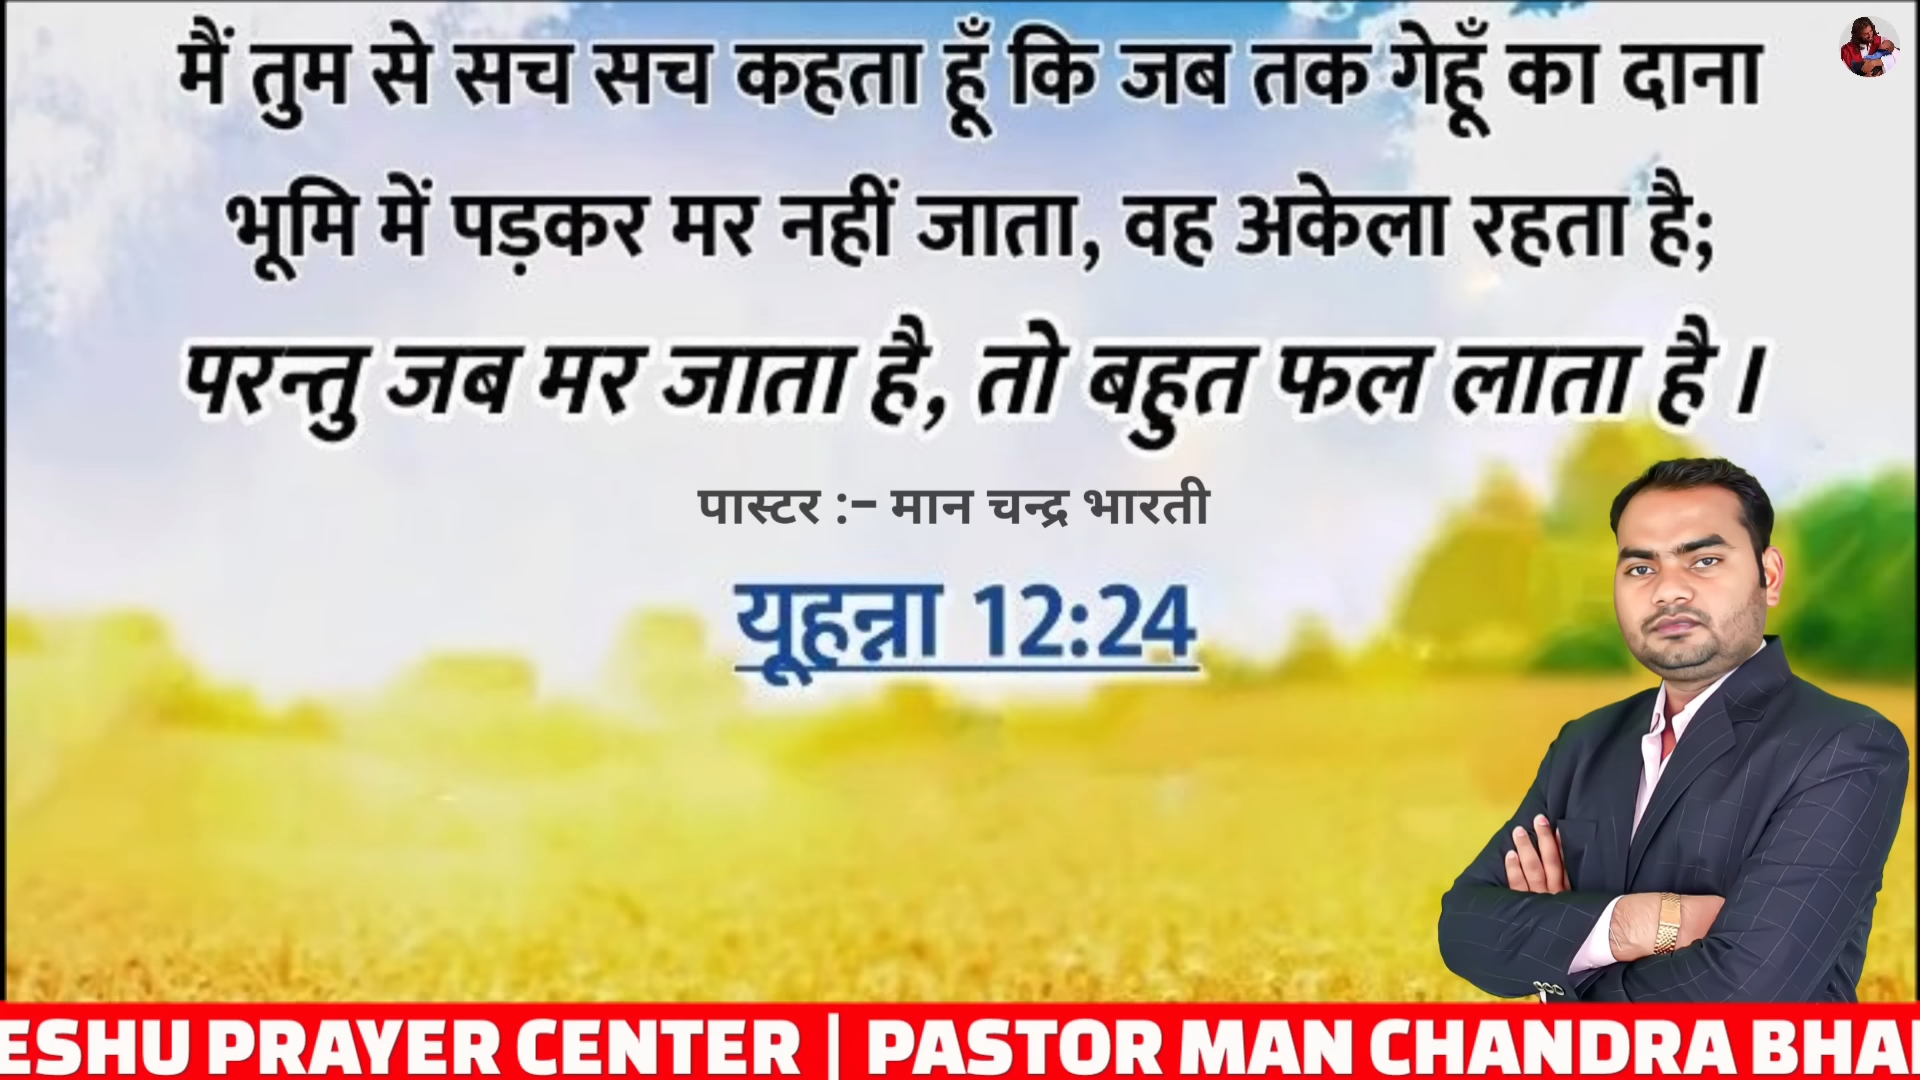 मैं तुम से सच सच कहता हूँ कि जब तक गेहूँ का दाना
भूमि में पड़कर मर नहीं जाता, वह अकेला रहता है;
परन्तु जब मर जाता है, तो बहुत फल लाता है।
पास्टर :- मान चन्द्र भारती
यूहन्ना 12:24
ESHU PRAYER CENTER | PASTOR MAN CHANDRA BHA